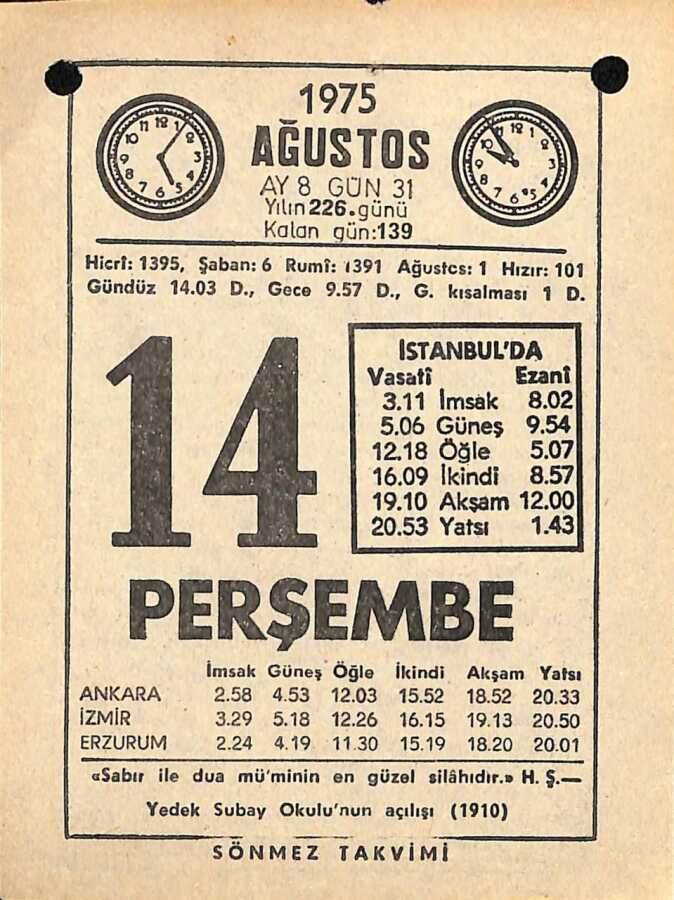 1975
AĞUSTOS
AY 8 GÜN 31
Yılın 226. günü
Kalan gün: 139
Hicrî: 1395, Şaban: 6 Rumî: 1391 Ağustos: 1 Hızır: 101
Gündüz 14.03 D., Gece 9.57 D., G. kısalması 1 D.
14
İSTANBUL'DA
Vasatî Ezanî
3.11 İmsak 8.02
5.06 Güneş 9.54
12.18 Öğle 5.07
16.09 İkindi 8.57
19.10 Akşam 12.00
20.53 Yatsı 1.43
PERŞEMBE
İmsak Güneş Öğle İkindi Akşam Yatsı
ANKARA 2.58 4.53 12.03 15.52 18.52 20.33
İZMİR 3.29 5.18 12.26 16.15 19.13 20.50
ERZURUM 2.24 4.19 11.30 15.19 18.20 20.01
«Sabır ile dua mü'minin en güzel silâhıdır.» H. Ş.—
Yedek Subay Okulu'nun açılışı (1910)
SÖNMEZ TAKVİMİ